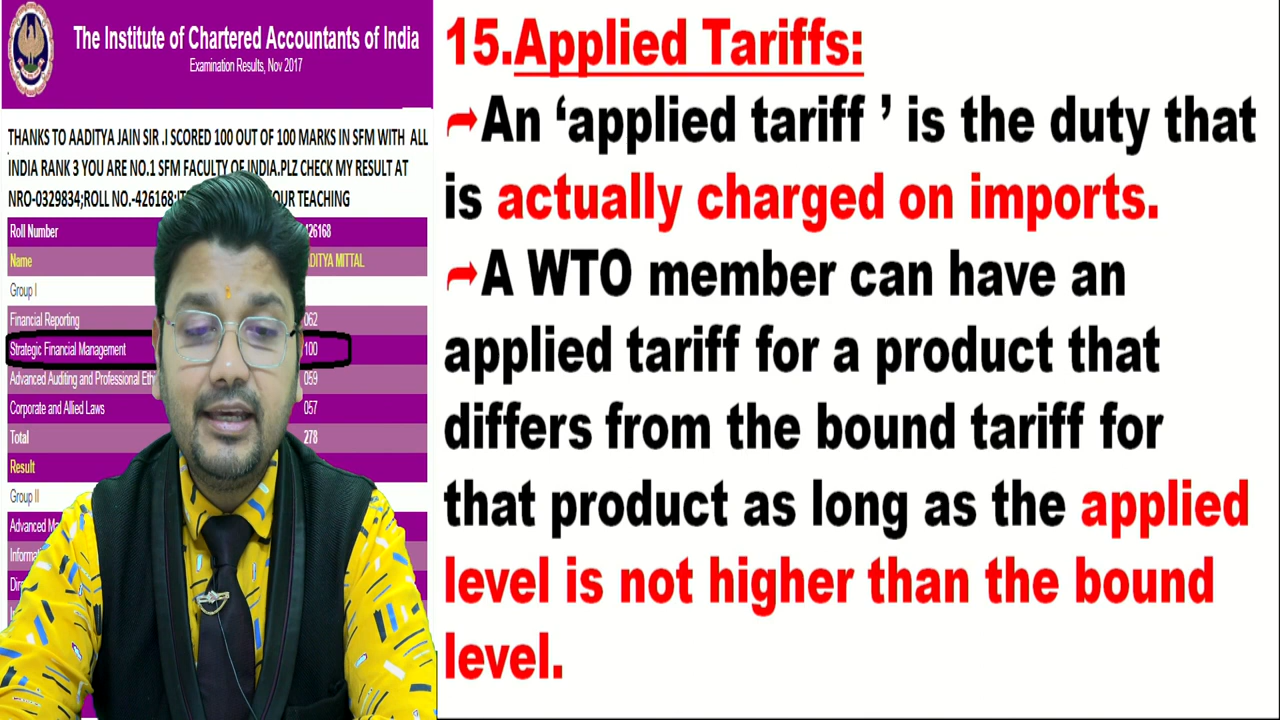 The Institute of Chartered Accountants of India
Examination Results, Nov 2017
THANKS TO AADITYA JAIN SIR .I SCORED 100 OUT OF 100 MARKS IN SFM WITH ALL
INDIA RANK 3 YOU ARE NO.1 SFM FACULTY OF INDIA.PLZ CHECK MY RESULT AT
NRO-0329834;ROLL NO.-426168; YOUR TEACHING
Roll Number 426168
Name ADITYA MITTAL
Group I
Financial Reporting 062
Strategic Financial Management 100
Advanced Auditing and Professional 059
Corporate and Allied Laws 057
Total 278
Result
Group II
Advanced
15.Applied Tariffs:
An ‘applied tariff ’ is the duty that
is actually charged on imports.
A WTO member can have an
applied tariff for a product that
differs from the bound tariff for
that product as long as the applied
level is not higher than the bound
level.